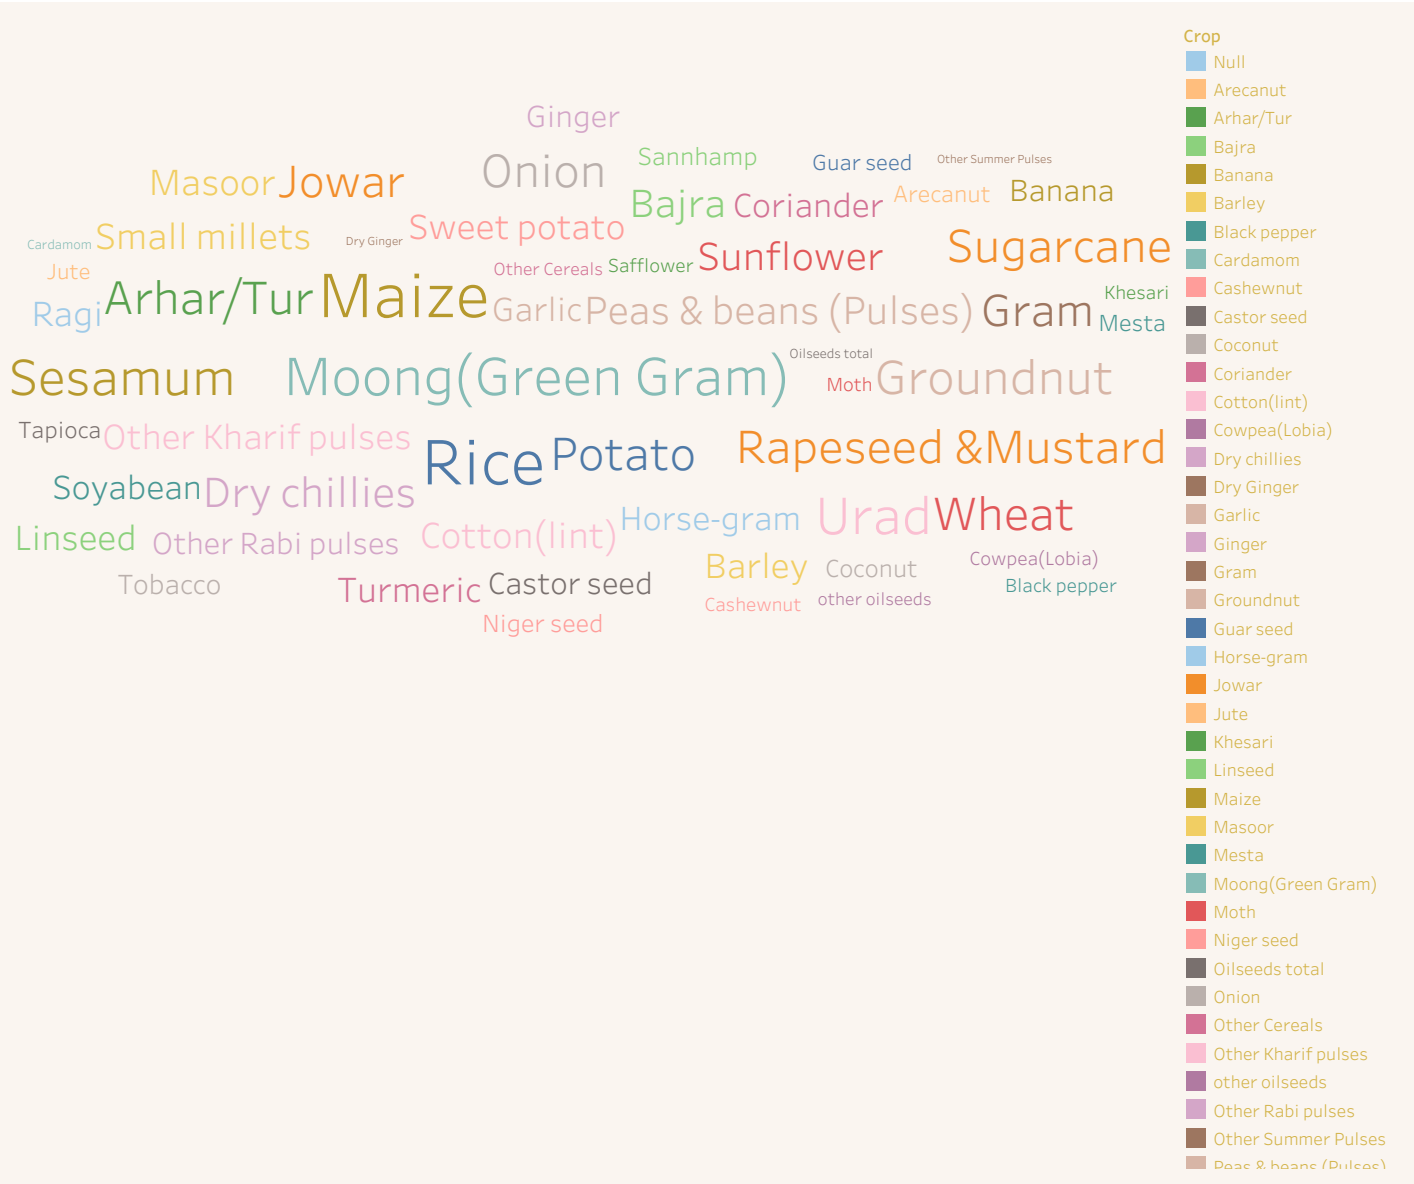 Ginger
Onion
Sannhamp
Guar seed
Other Summer Pulses
Masoor
Jowar
Bajra
Coriander
Arecanut
Banana
Cardamom
Small millets
Dry Ginger
Sweet potato
Other Cereals
Safflower
Sunflower
Sugarcane
Jute
Ragi
Arhar/Tur
Maize
Garlic
Peas & beans (Pulses)
Gram
Khesari
Mesta
Sesamum
Moong(Green Gram)
Oilseeds total
Moth
Groundnut
Tapioca
Other Kharif pulses
Rice
Potato
Rapeseed &Mustard
Soyabean
Dry chillies
Linseed
Other Rabi pulses
Cotton(lint)
Horse-gram
Urad
Wheat
Tobacco
Turmeric
Castor seed
Barley
Coconut
Cowpea(Lobia)
Black pepper
Niger seed
Cashewnut
other oilseeds
Crop
Null
Arecanut
Arhar/Tur
Bajra
Banana
Barley
Black pepper
Cardamom
Cashewnut
Castor seed
Coconut
Coriander
Cotton(lint)
Cowpea(Lobia)
Dry chillies
Dry Ginger
Garlic
Ginger
Gram
Groundnut
Guar seed
Horse-gram
Jowar
Jute
Khesari
Linseed
Maize
Masoor
Mesta
Moong(Green Gram)
Moth
Niger seed
Oilseeds total
Onion
Other Cereals
Other Kharif pulses
other oilseeds
Other Rabi pulses
Other Summer Pulses
Peas & beans (Pulses)